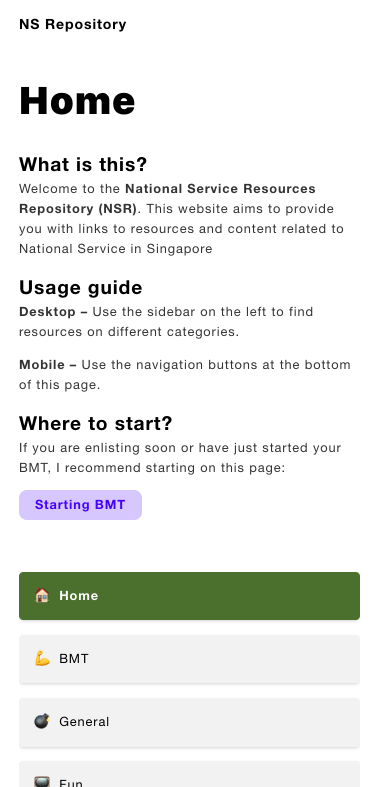 NS Repository
Home
What is this?
Welcome to the National Service Resources
Repository (NSR). This website aims to provide
you with links to resources and content related to
National Service in Singapore
Usage guide
Desktop – Use the sidebar on the left to find
resources on different categories.
Mobile – Use the navigation buttons at the bottom
of this page.
Where to start?
If you are enlisting soon or have just started your
BMT, I recommend starting on this page:
Starting BMT
Home
BMT
General
Fun